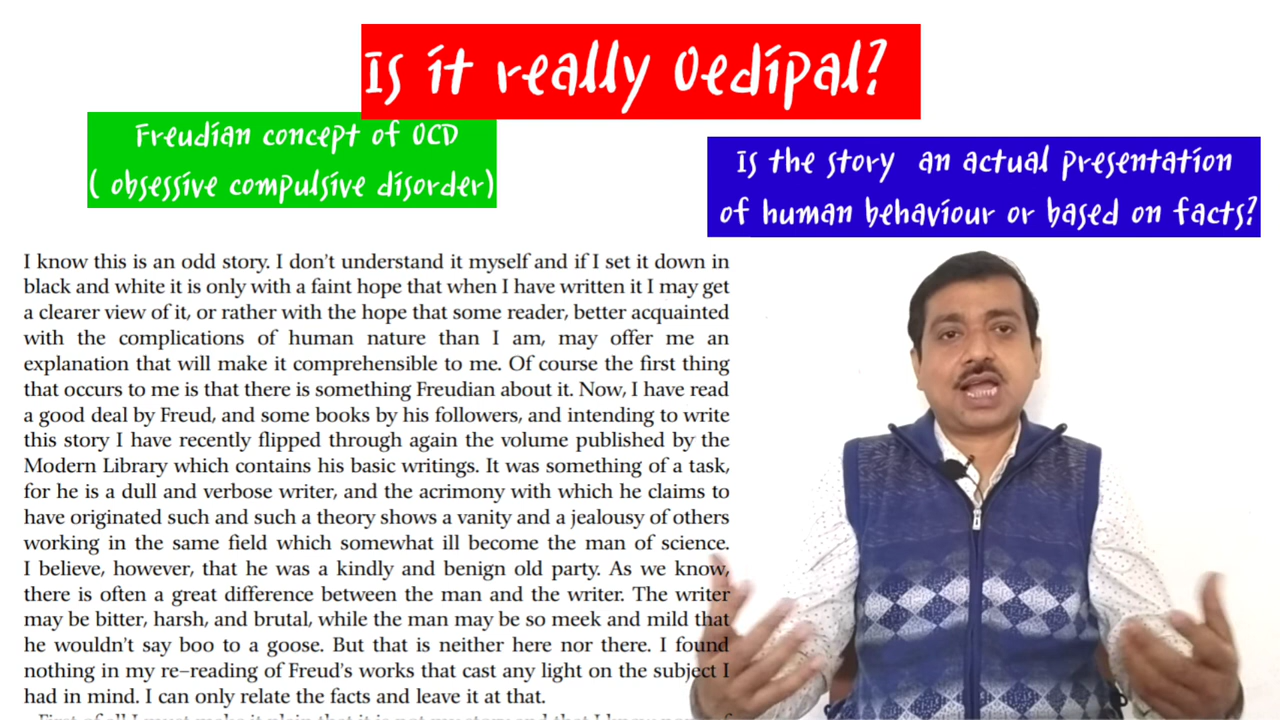 Is it really Oedipal?
Freudian concept of OCD
( obsessive compulsive disorder)
Is the story an actual presentation
of human behaviour or based on facts?
I know this is an odd story. I don't understand it myself and if I set it down in
black and white it is only with a faint hope that when I have written it I may get
a clearer view of it, or rather with the hope that some reader, better acquainted
with the complications of human nature than I am, may offer me an
explanation that will make it comprehensible to me. Of course the first thing
that occurs to me is that there is something Freudian about it. Now, I have read
a good deal by Freud, and some books by his followers, and intending to write
this story I have recently flipped through again the volume published by the
Modern Library which contains his basic writings. It was something of a task,
for he is a dull and verbose writer, and the acrimony with which he claims to
have originated such and such a theory shows a vanity and a jealousy of others
working in the same field which somewhat ill become the man of science.
I believe, however, that he was a kindly and benign old party. As we know,
there is often a great difference between the man and the writer. The writer
may be bitter, harsh, and brutal, while the man may be so meek and mild that
he wouldn't say boo to a goose. But that is neither here nor there. I found
nothing in my re–reading of Freud's works that cast any light on the subject I
had in mind. I can only relate the facts and leave it at that.